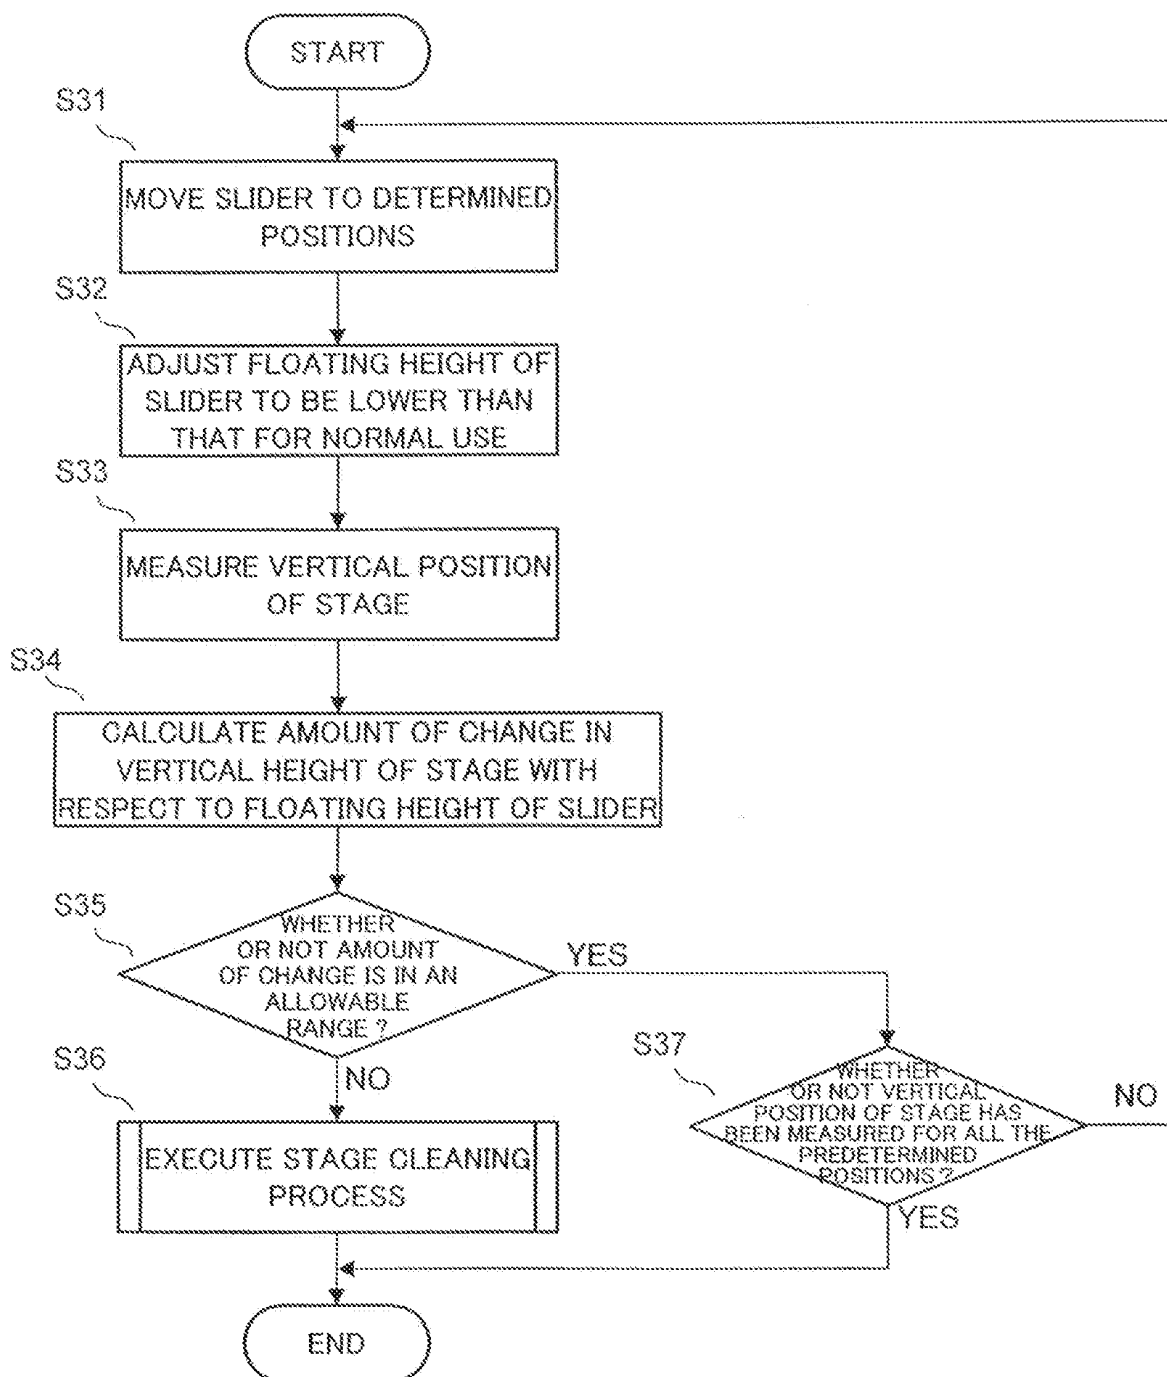 START
S31
MOVE SLIDER TO DETERMINED
POSITIONS
S32
ADJUST FLOATING HEIGHT OF
SLIDER TO BE LOWER THAN
THAT FOR NORMAL USE
S33
MEASURE VERTICAL POSITION
OF STAGE
S34
CALCULATE AMOUNT OF CHANGE IN
VERTICAL HEIGHT OF STAGE WITH
RESPECT TO FLOATING HEIGHT OF SLIDER
S35
WHETHER
OR NOT AMOUNT
OF CHANGE IS IN AN
ALLOWABLE
RANGE ?
YES
NO
S36
EXECUTE STAGE CLEANING
PROCESS
S37
WHETHER
OR NOT VERTICAL
POSITION OF STAGE HAS
BEEN MEASURED FOR ALL THE
PREDETERMINED
POSITIONS ?
NO
YES
END